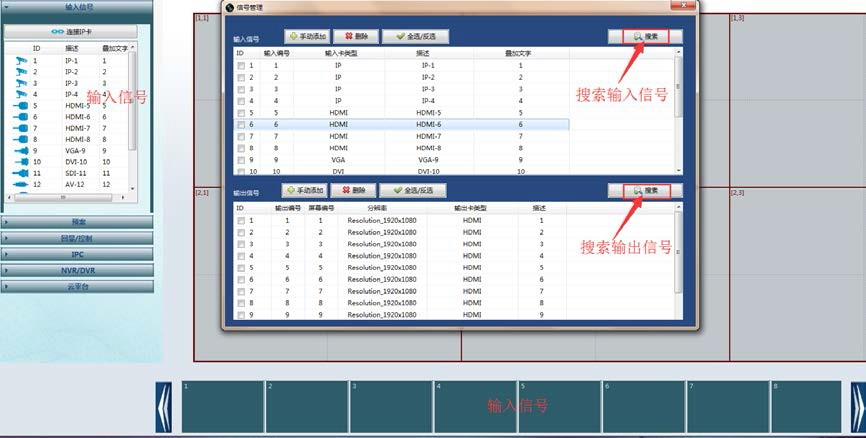 输入信号
连接IP卡
ID 描述 叠加文字
1 IP-1 1
2 IP-2 2
3 IP-3 3
4 IP-4 4
5 HDMI-5
6 HDMI-6 6
7 HDMI-7 7
8 HDMI-8 8
9 VGA-9 9
10 DVI-10 10
11 SDI-11 11
12 AV-12 12
输入信号
预案
回显/控制
IPC
NVR/DVR
云平台
[1,1]
[1,3]
[2,1]
[2,3]
信号管理
输入信号 手动添加 删除 全选/反选 搜索
ID 输入编号 输入卡类型 描述 叠加文字
1 1 IP IP-1 1
2 2 IP IP-2 2
3 3 IP IP-3 3
4 4 IP IP-4 4
5 5 HDMI HDMI-5 5
6 6 HDMI HDMI-6 6
7 7 HDMI HDMI-7 7
8 8 HDMI HDMI-8 8
9 9 VGA VGA-9 9
10 10 DVI DVI-10 10
搜索输入信号
输出信号 手动添加 删除 全选/反选 搜索
ID 输出编号 屏幕编号 分辨率 输出卡类型 描述
1 1 1 Resolution_1920x1080 HDMI 1
2 2 2 Resolution_1920x1080 HDMI 2
3 3 3 Resolution_1920x1080 HDMI 3
4 4 4 Resolution_1920x1080 HDMI 4
5 5 5 Resolution_1920x1080 HDMI 5
6 6 6 Resolution_1920x1080 HDMI 6
7 7 7 Resolution_1920x1080 HDMI 7
8 8 8 Resolution_1920x1080 HDMI 8
9 9 9 Resolution_1920x1080 HDMI 9
搜索输出信号
1 2 3 4 5 6 7 8
输入信号